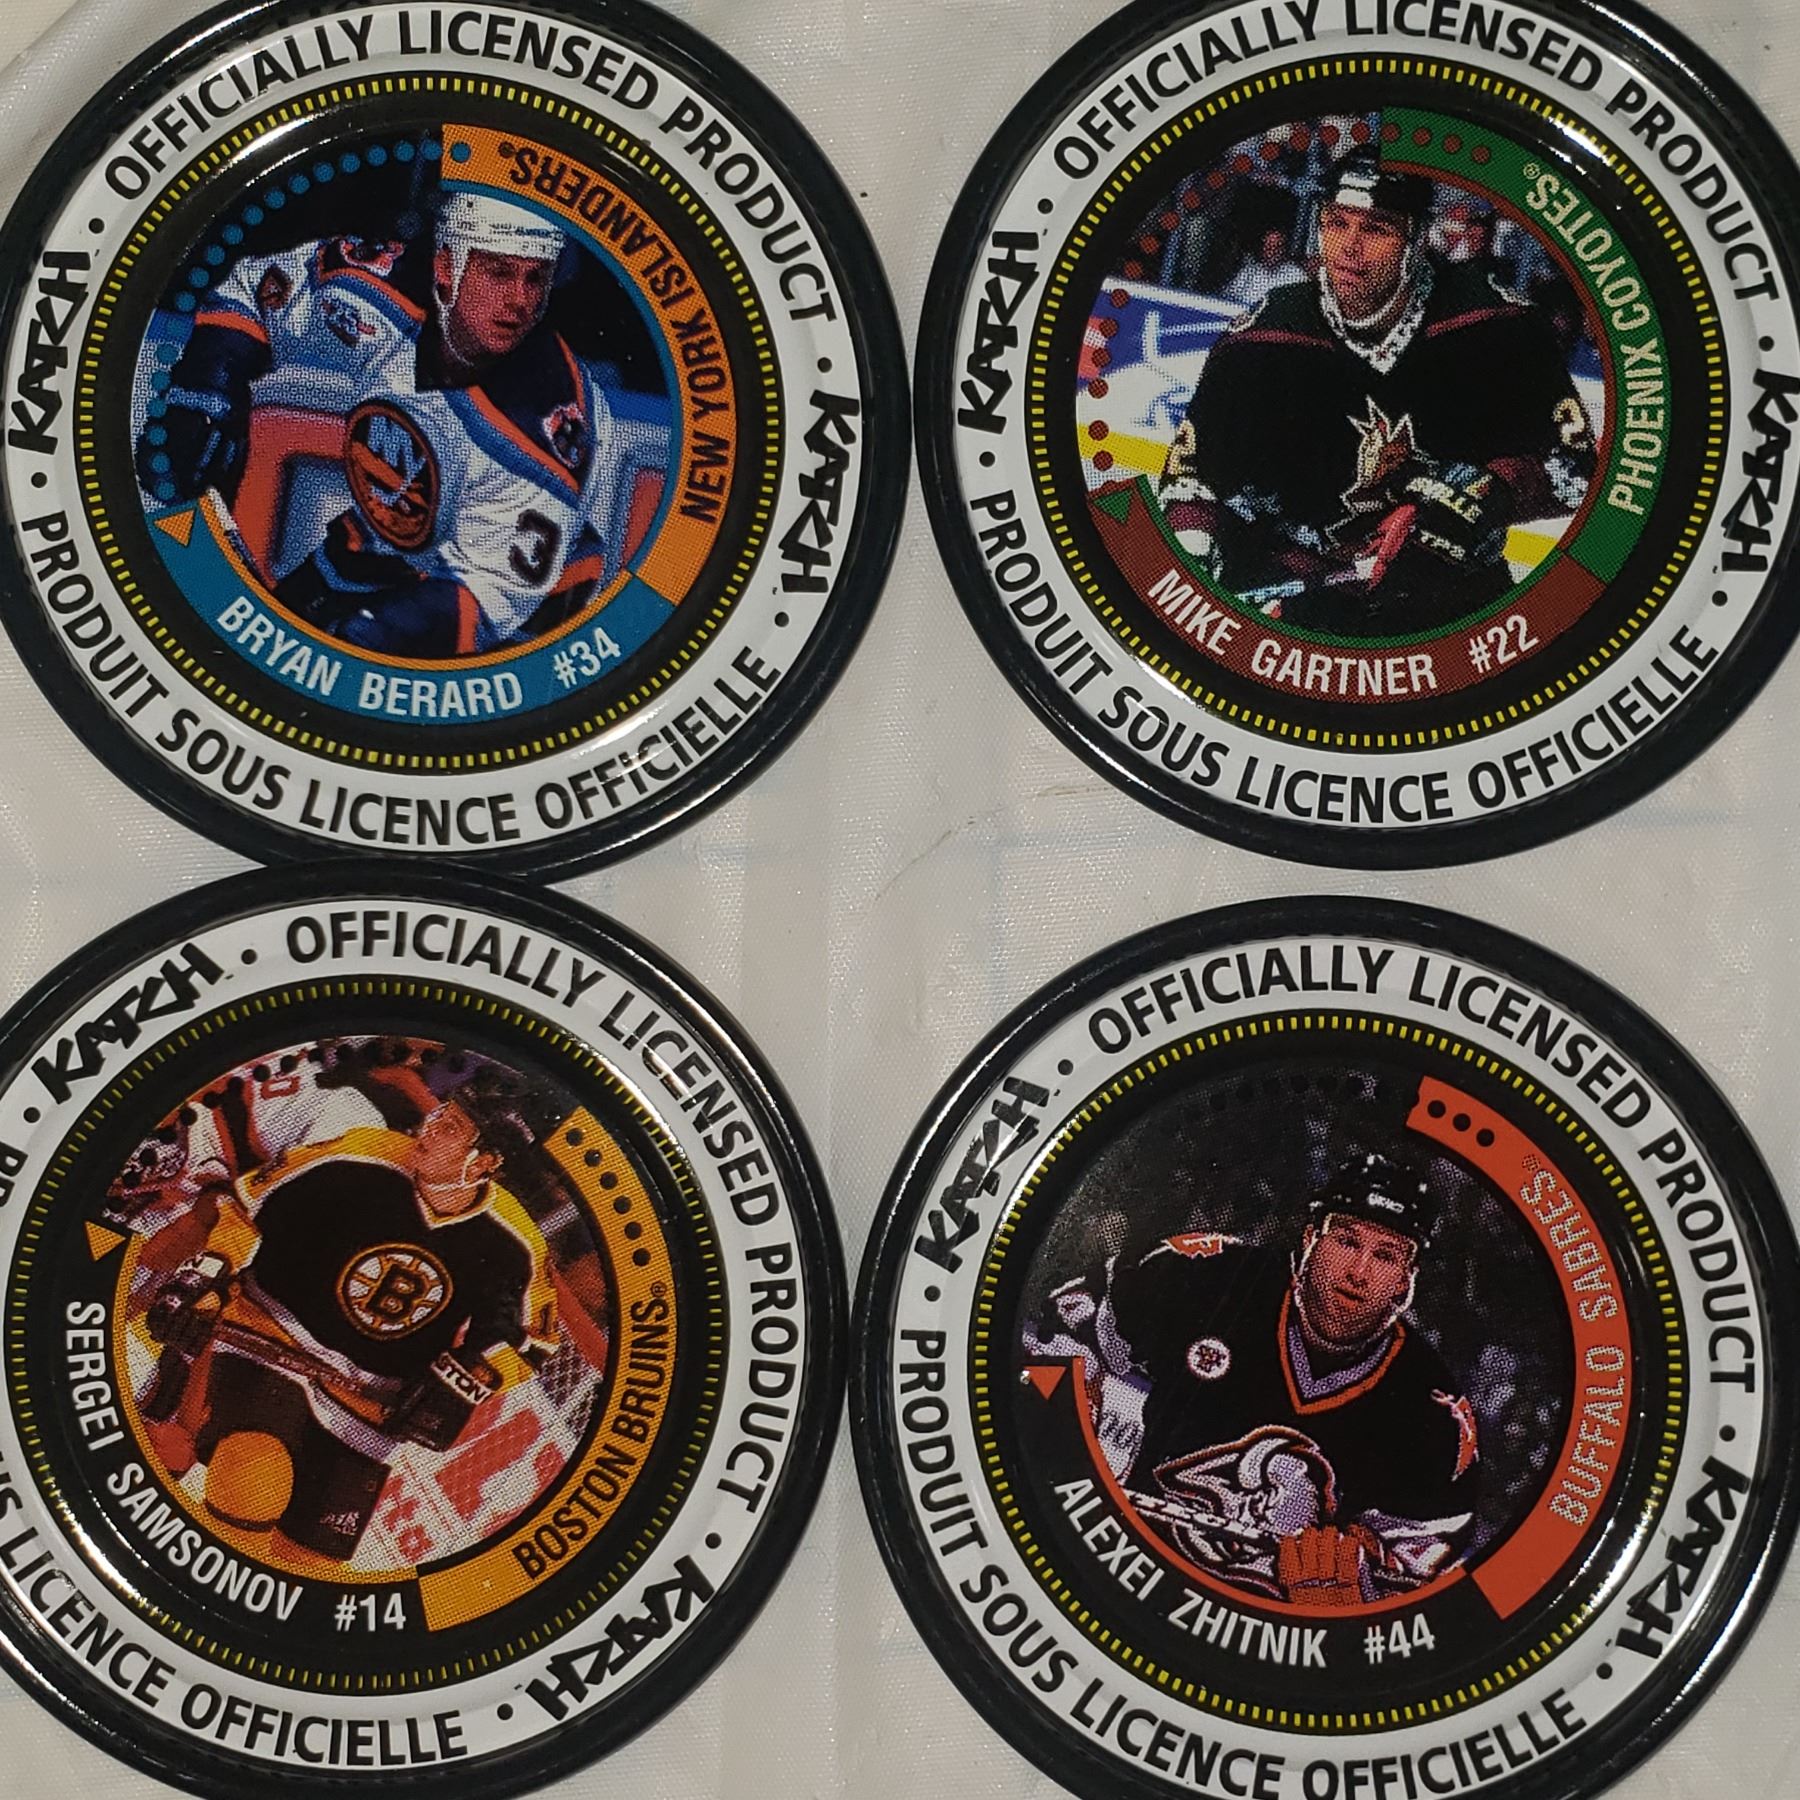 KATCH · OFFICIALLY LICENSED PRODUCT · KATCH
· PRODUIT SOUS LICENCE OFFICIELLE ·
NEW YORK ISLANDERS®
BRYAN BERARD #34
3
KATCH · OFFICIALLY LICENSED PRODUCT · KATCH
· PRODUIT SOUS LICENCE OFFICIELLE ·
PHOENIX COYOTES®
MIKE GARTNER #22
TPS
KATCH · OFFICIALLY LICENSED PRODUCT · KATCH ·
LICENCE OFFICIELLE
BOSTON BRUINS®
SERGEI SAMSONOV #14
B
KATCH · OFFICIALLY LICENSED PRODUCT · KATCH
· PRODUIT SOUS LICENCE OFFICIELLE ·
BUFFALO SABRES®
ALEXEI ZHITNIK #44